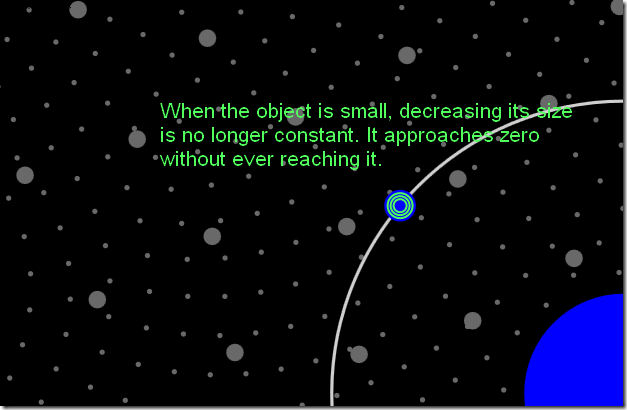 When the object is small, decreasing its size
is no longer constant. It approaches zero
without ever reaching it.